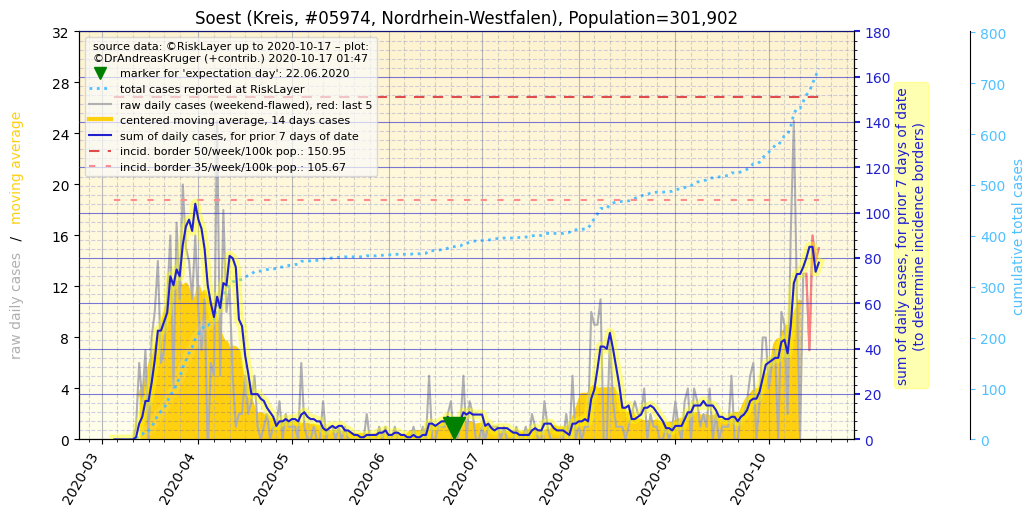 Soest (Kreis, #05974, Nordrhein-Westfalen), Population=301,902
source data: ©RiskLayer up to 2020-10-17 – plot:
©DrAndreasKruger (+contrib.) 2020-10-17 01:47
marker for 'expectation day': 22.06.2020
total cases reported at RiskLayer
raw daily cases (weekend-flawed), red: last 5
centered moving average, 14 days cases
sum of daily cases, for prior 7 days of date
incid. border 50/week/100k pop.: 150.95
incid. border 35/week/100k pop.: 105.67
raw daily cases / moving average
32
28
24
20
16
12
8
4
0
180
160
140
120
100
80
60
40
20
0
sum of daily cases, for prior 7 days of date
(to determine incidence borders)
800
700
600
500
400
300
200
100
0
cumulative total cases
2020-03
2020-04
2020-05
2020-06
2020-07
2020-08
2020-09
2020-10